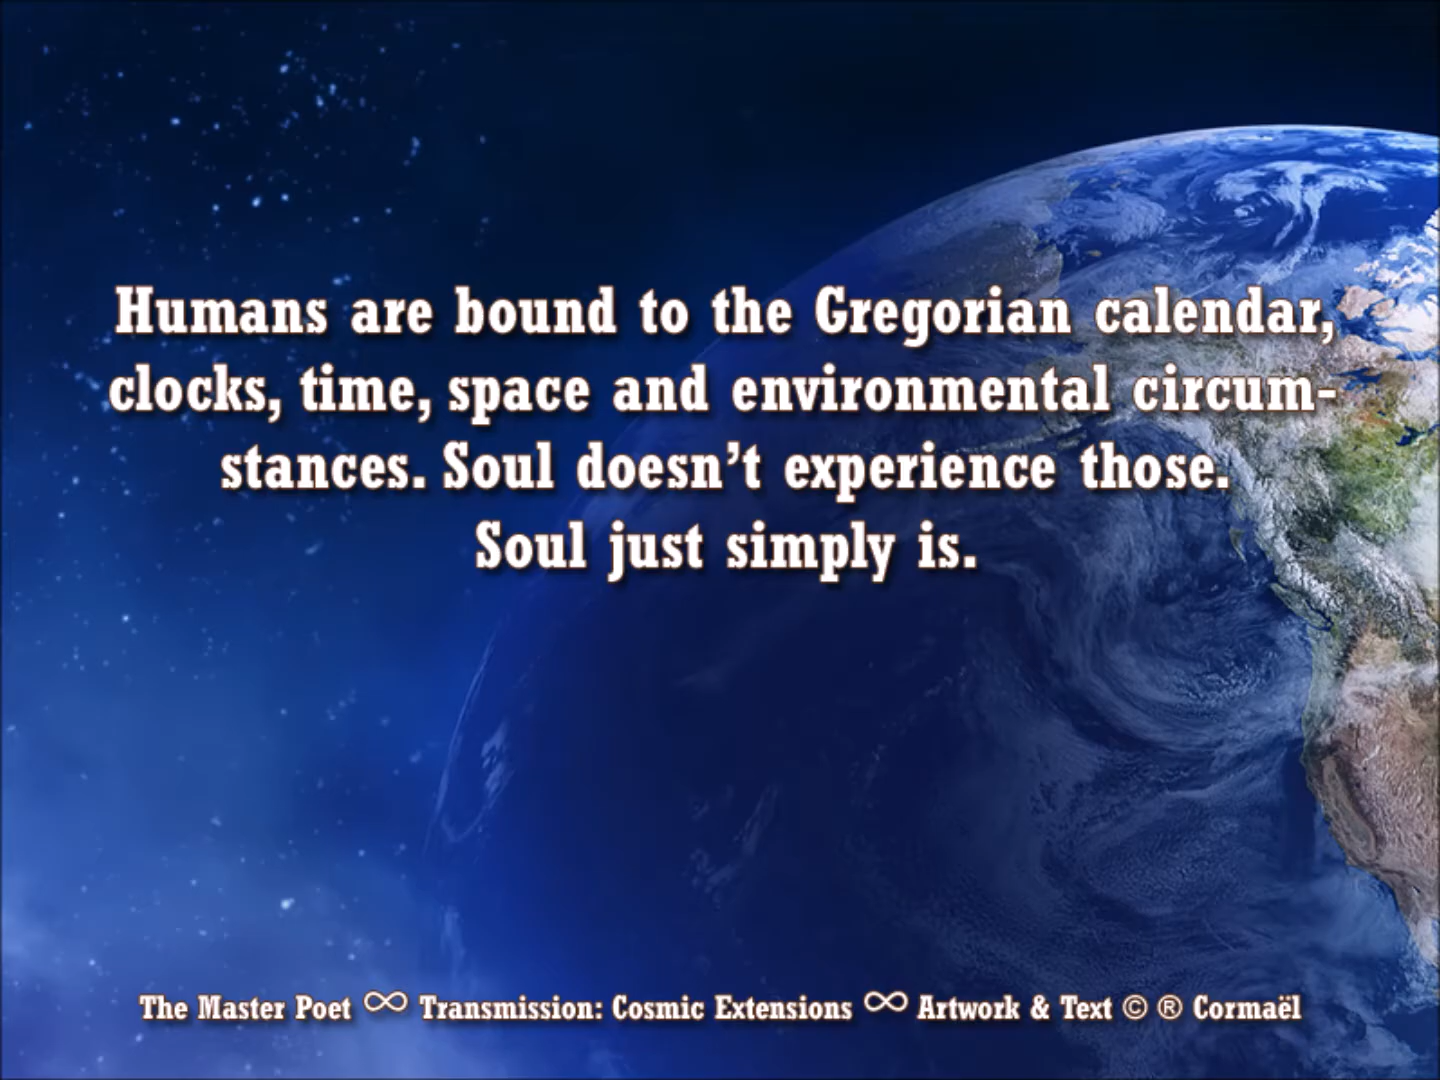 Humans are bound to the Gregorian calendar,
clocks, time, space and environmental circum-
stances. Soul doesn’t experience those.
Soul just simply is.
The Master Poet ∞ Transmission: Cosmic Extensions ∞ Artwork & Text © ® Cormaël